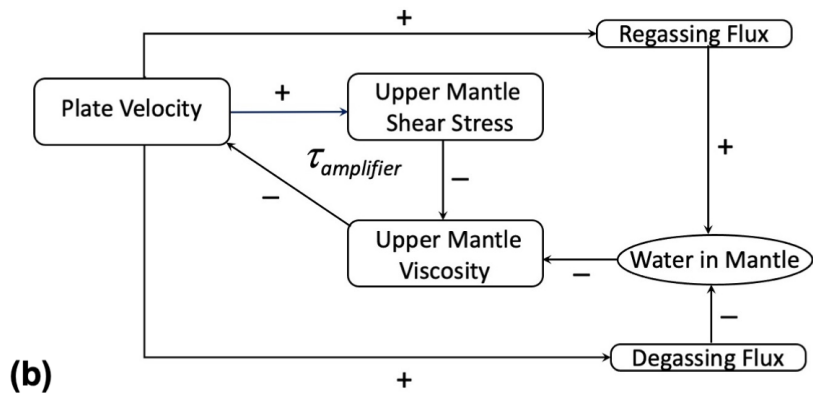 +
Regassing Flux
Plate Velocity
+
Upper Mantle
Shear Stress
τamplifier
−
+
−
Upper Mantle
Viscosity
−
Water in Mantle
−
Degassing Flux
(b)
+